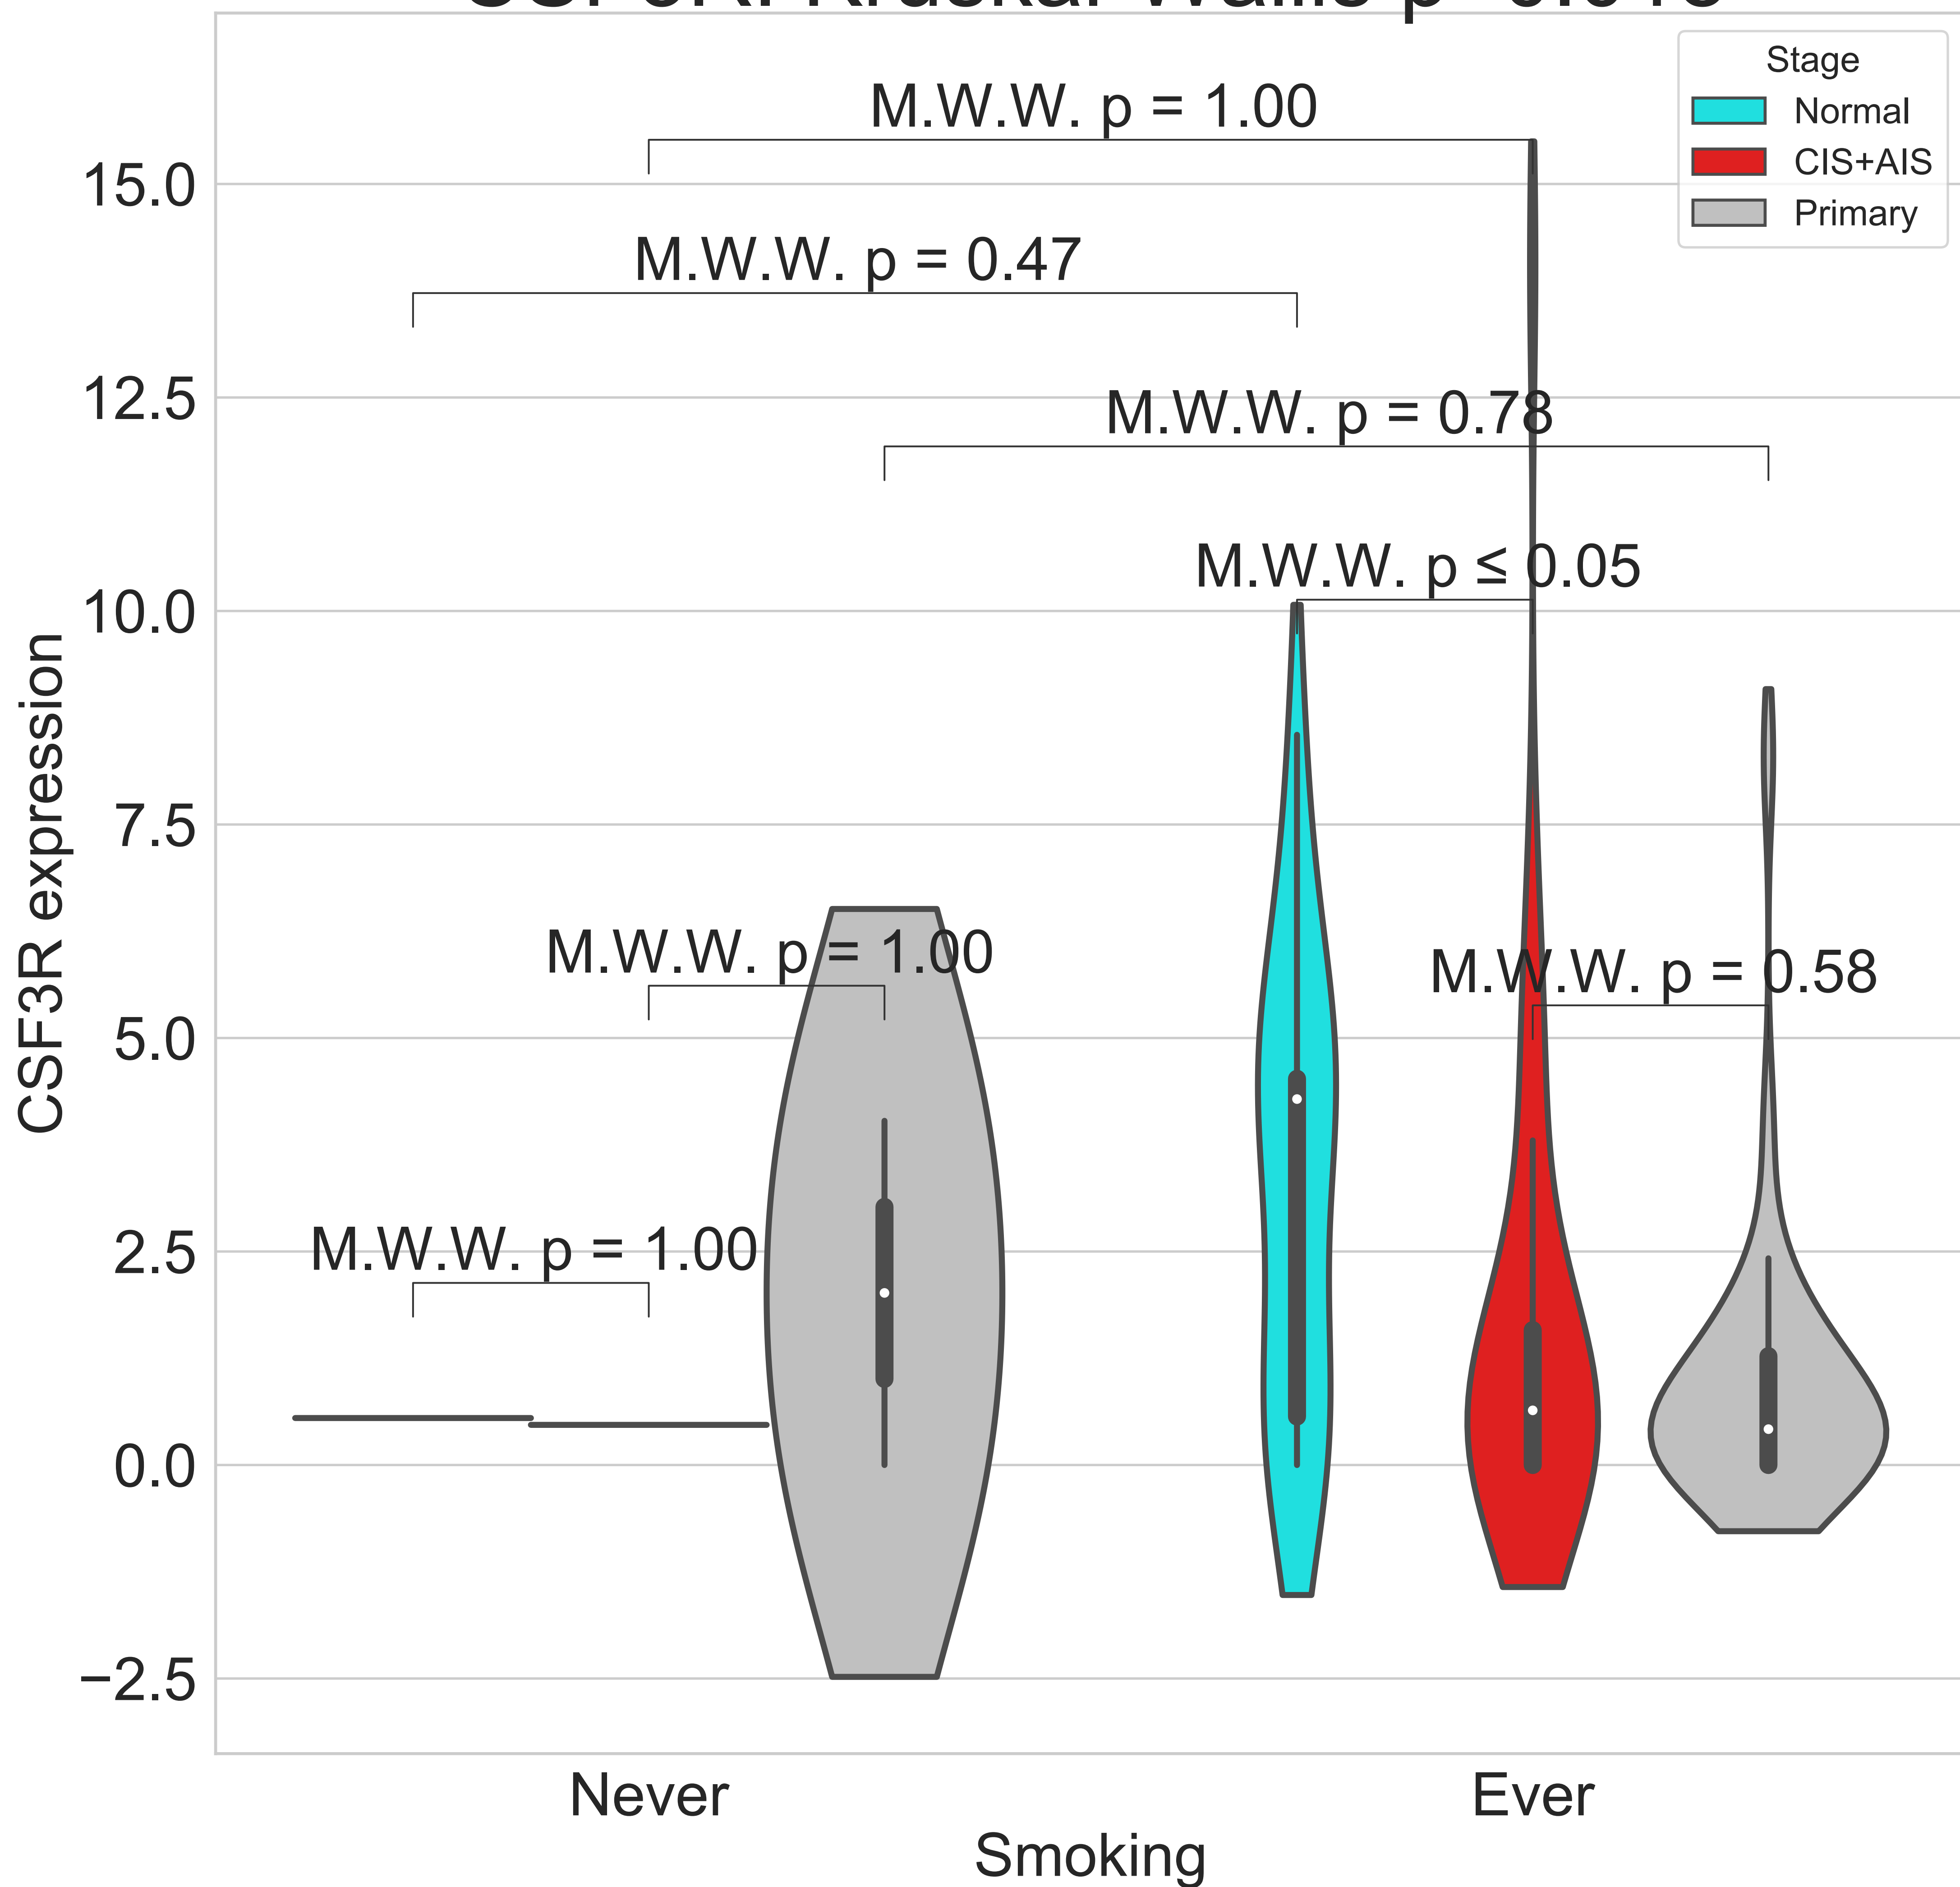 Stage
Normal
CIS+AIS
Primary
M.W.W. p = 1.00
M.W.W. p = 0.47
M.W.W. p = 0.78
M.W.W. p ≤ 0.05
M.W.W. p = 1.00
M.W.W. p = 0.58
M.W.W. p = 1.00
15.0
12.5
10.0
7.5
5.0
2.5
0.0
−2.5
CSF3R expression
Never
Ever
Smoking